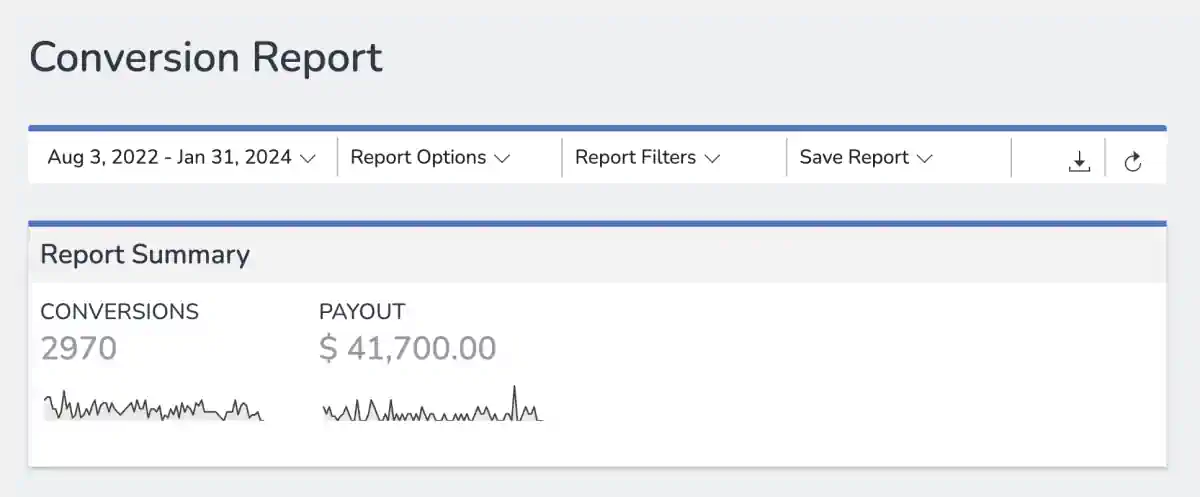 Conversion Report
Aug 3, 2022 - Jan 31, 2024 Report Options Report Filters Save Report
Report Summary
CONVERSIONS PAYOUT
2970 $ 41,700.00